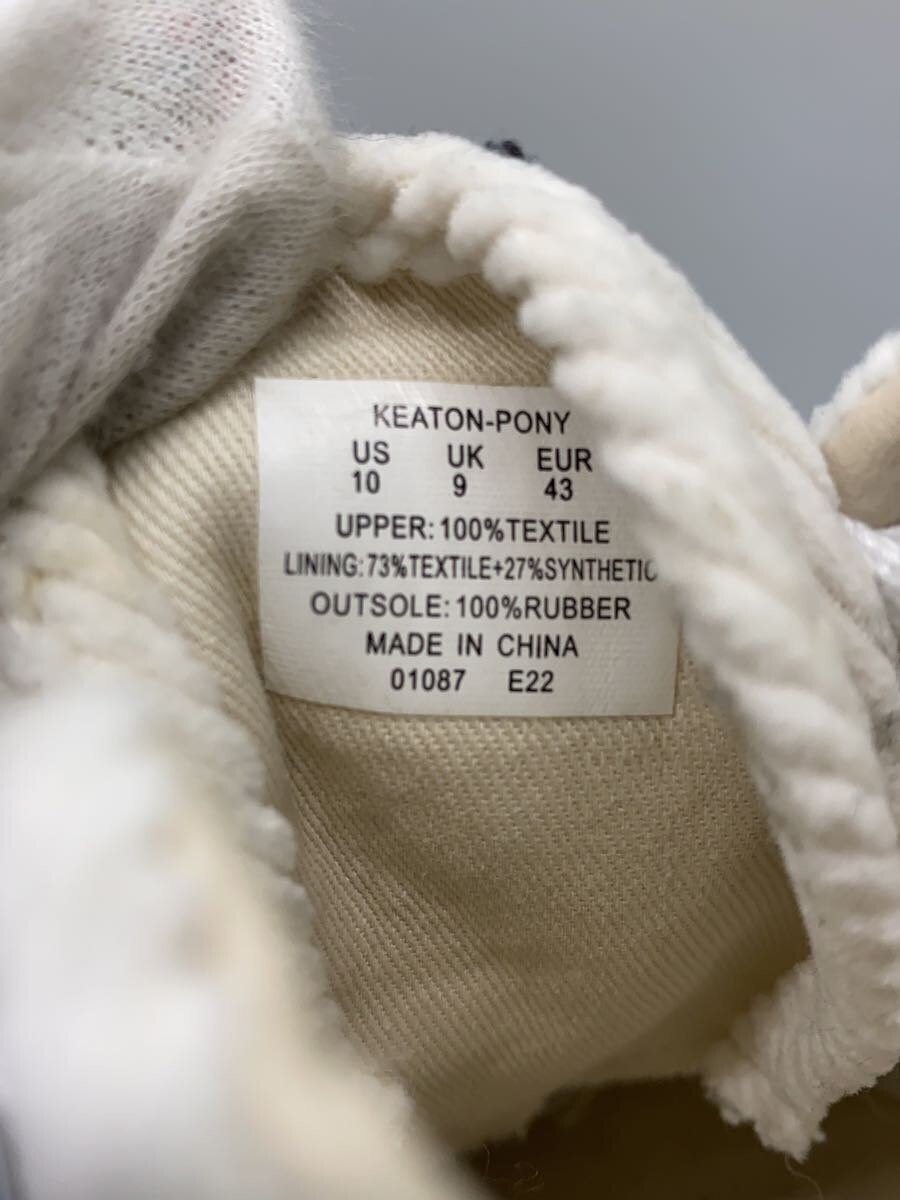 KEATON-PONY
US UK EUR
10 9 43
UPPER: 100%TEXTILE
LINING: 73%TEXTILE+27%SYNTHETIC
OUTSOLE: 100%RUBBER
MADE IN CHINA
01087 E22